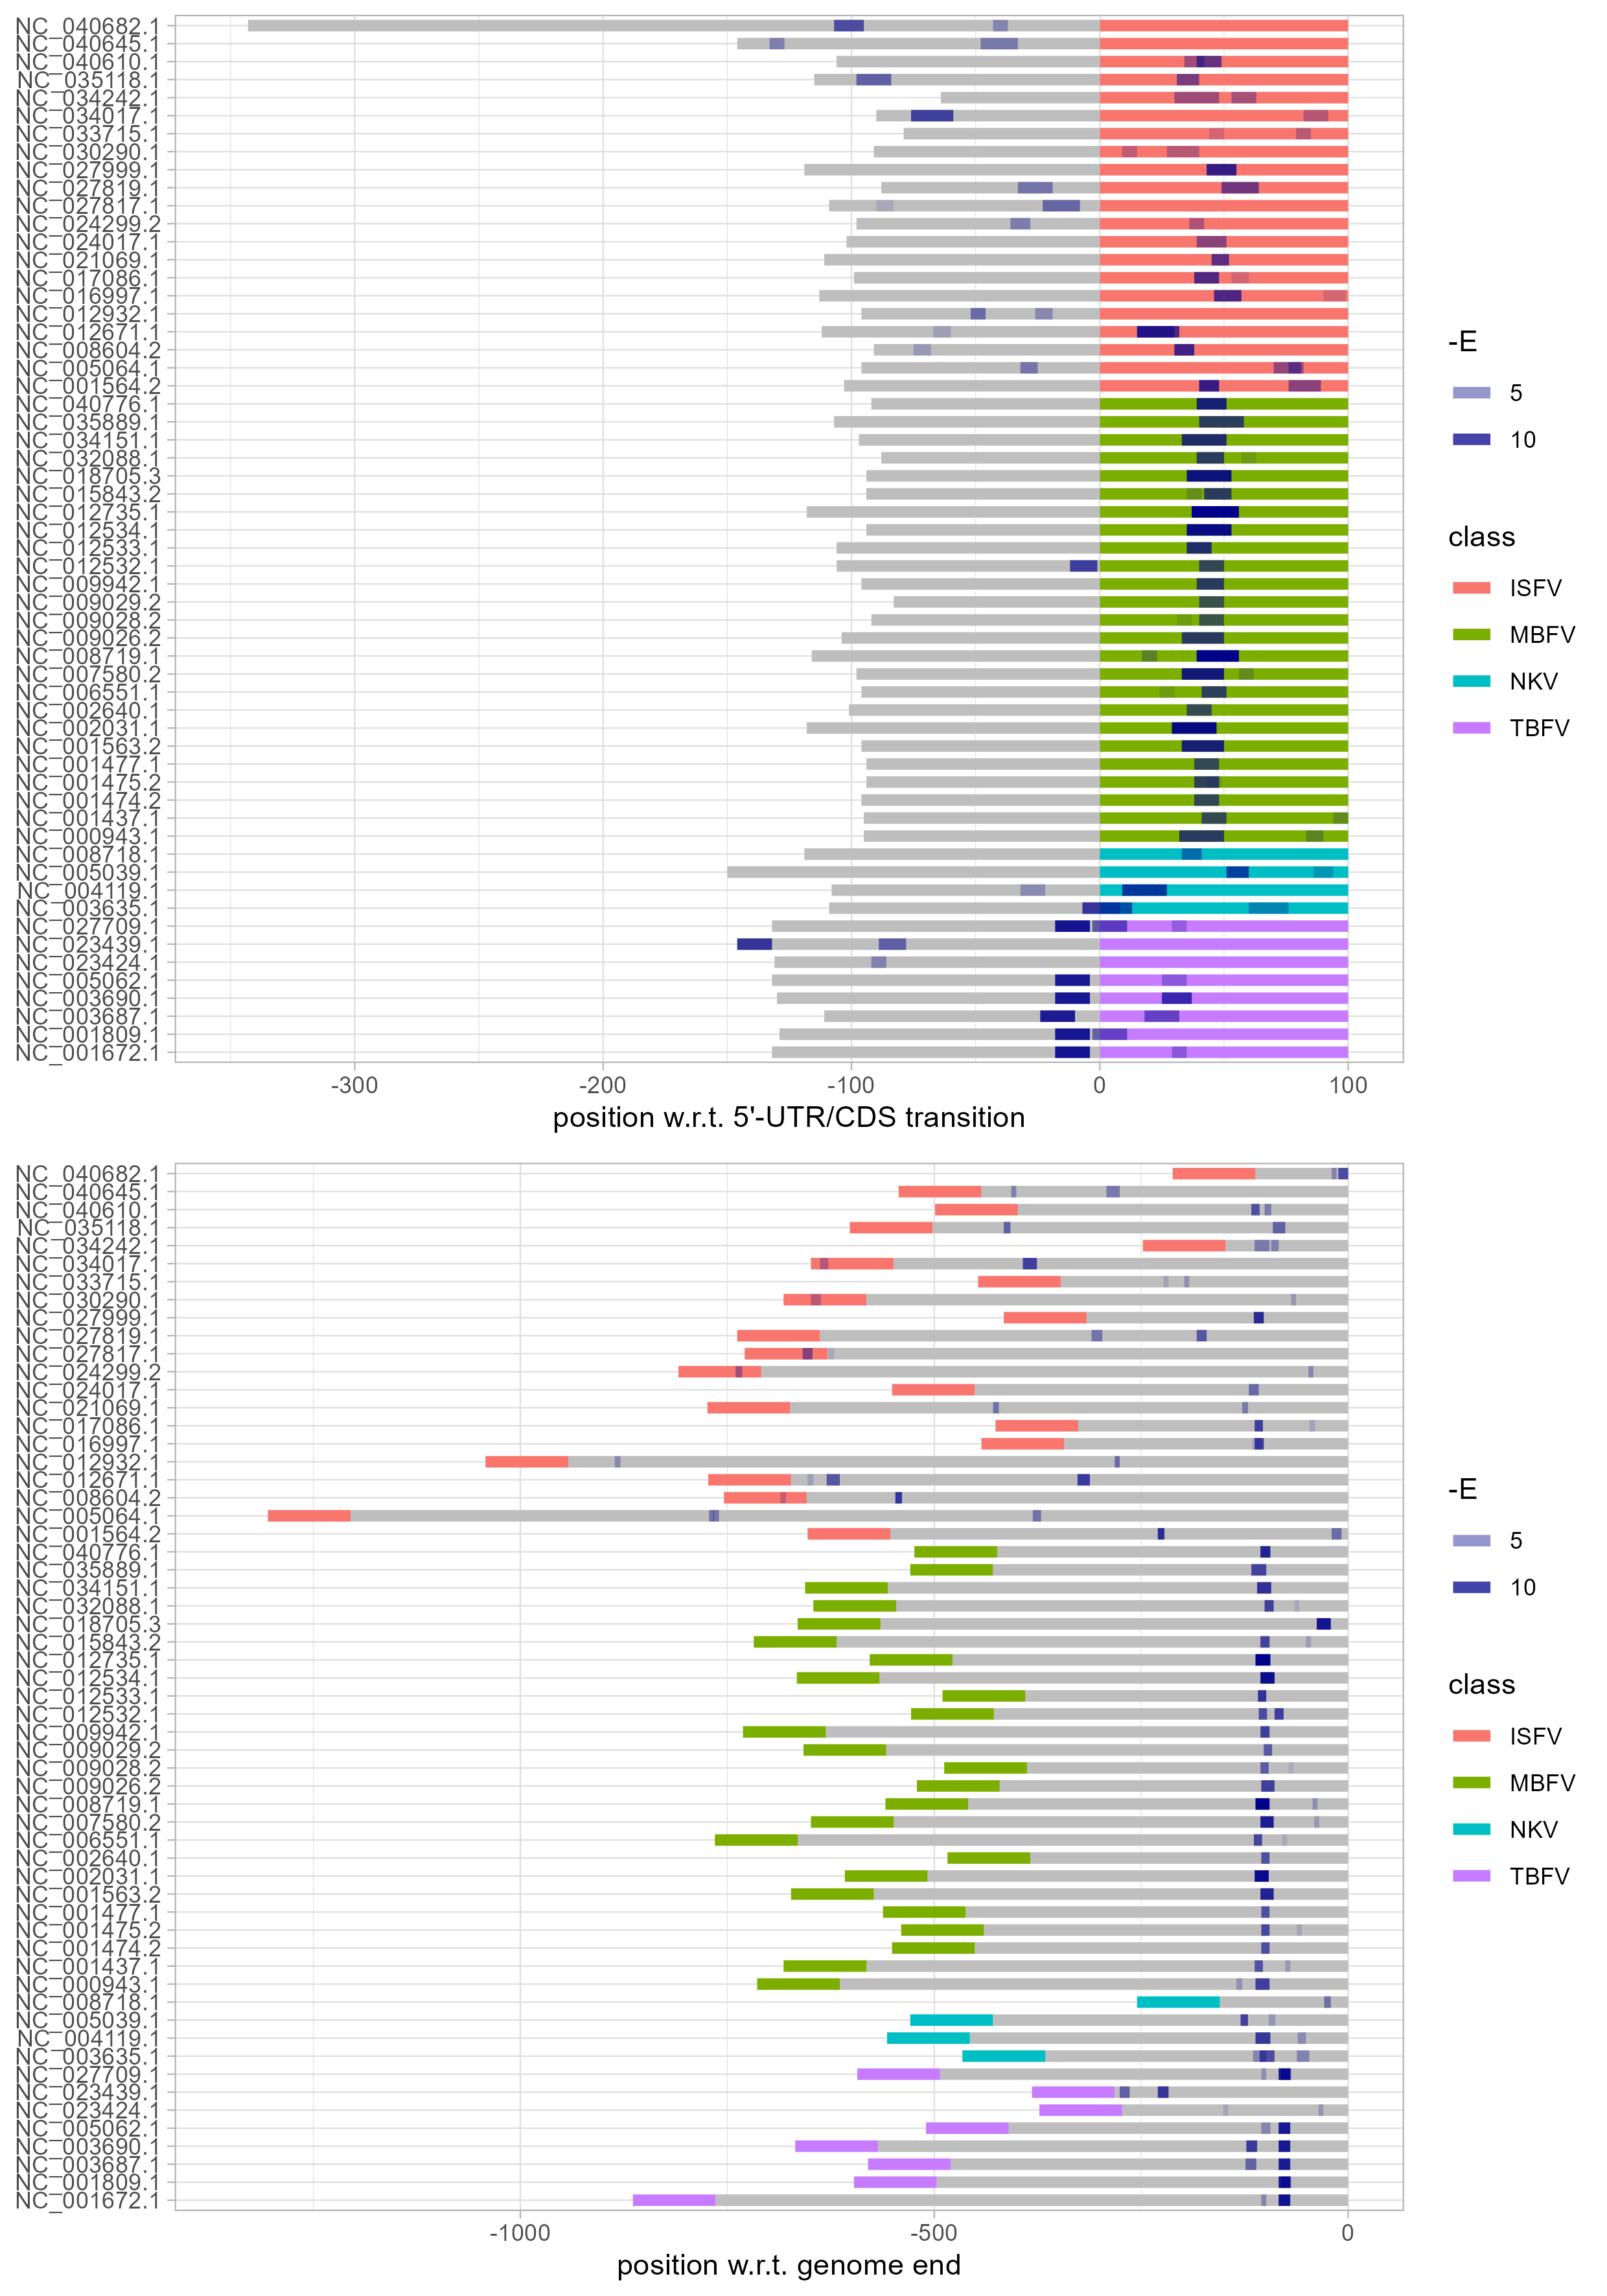 NC_040682.1
NC_040645.1
NC_040610.1
NC_035118.1
NC_034242.1
NC_034017.1
NC_033715.1
NC_030290.1
NC_027999.1
NC_027819.1
NC_027817.1
NC_024299.2
NC_024017.1
NC_021069.1
NC_017086.1
NC_016997.1
NC_012932.1
NC_012671.1
NC_008604.2
NC_005064.1
NC_001564.2
NC_040776.1
NC_035889.1
NC_034151.1
NC_032088.1
NC_018705.3
NC_015843.2
NC_012735.1
NC_012534.1
NC_012533.1
NC_012532.1
NC_009942.1
NC_009029.2
NC_009028.2
NC_009026.2
NC_008719.1
NC_007580.2
NC_006551.1
NC_002640.1
NC_002031.1
NC_001563.2
NC_001477.1
NC_001475.2
NC_001474.2
NC_001437.1
NC_000943.1
NC_008718.1
NC_005039.1
NC_004119.1
NC_003635.1
NC_027709.1
NC_023439.1
NC_023424.1
NC_005062.1
NC_003690.1
NC_003687.1
NC_001809.1
NC_001672.1
-300 -200 -100 0 100
position w.r.t. 5'-UTR/CDS transition
-E
5
10
class
ISFV
MBFV
NKV
TBFV
NC_040682.1
NC_040645.1
NC_040610.1
NC_035118.1
NC_034242.1
NC_034017.1
NC_033715.1
NC_030290.1
NC_027999.1
NC_027819.1
NC_027817.1
NC_024299.2
NC_024017.1
NC_021069.1
NC_017086.1
NC_016997.1
NC_012932.1
NC_012671.1
NC_008604.2
NC_005064.1
NC_001564.2
NC_040776.1
NC_035889.1
NC_034151.1
NC_032088.1
NC_018705.3
NC_015843.2
NC_012735.1
NC_012534.1
NC_012533.1
NC_012532.1
NC_009942.1
NC_009029.2
NC_009028.2
NC_009026.2
NC_008719.1
NC_007580.2
NC_006551.1
NC_002640.1
NC_002031.1
NC_001563.2
NC_001477.1
NC_001475.2
NC_001474.2
NC_001437.1
NC_000943.1
NC_008718.1
NC_005039.1
NC_004119.1
NC_003635.1
NC_027709.1
NC_023439.1
NC_023424.1
NC_005062.1
NC_003690.1
NC_003687.1
NC_001809.1
NC_001672.1
-1000 -500 0
position w.r.t. genome end
-E
5
10
class
ISFV
MBFV
NKV
TBFV